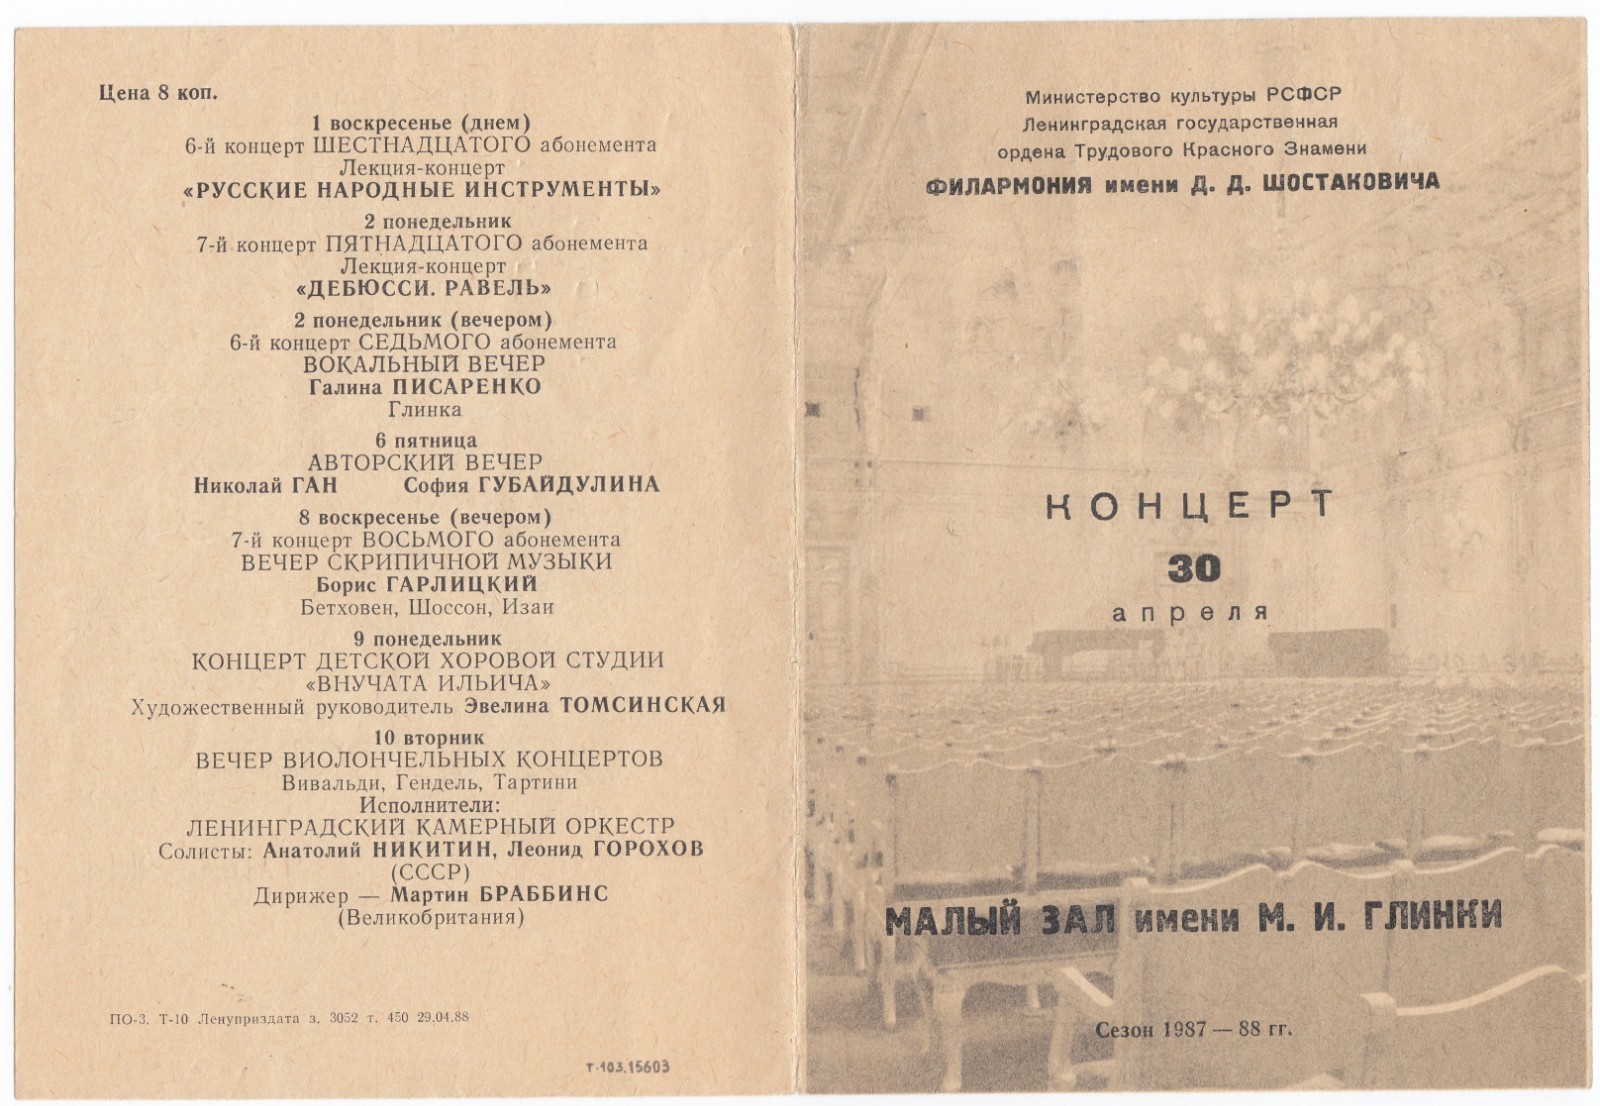 Цена 8 коп.
1 воскресенье (днем)
6-й концерт ШЕСТНАДЦАТОГО абонемента
Лекция-концерт
«РУССКИЕ НАРОДНЫЕ ИНСТРУМЕНТЫ»
2 понедельник
7-й концерт ПЯТНАДЦАТОГО абонемента
Лекция-концерт
«ДЕБЮССИ. РАВЕЛЬ»
2 понедельник (вечером)
6-й концерт СЕДЬМОГО абонемента
ВОКАЛЬНЫЙ ВЕЧЕР
Галина ПИСАРЕНКО
Глинка
6 пятница
АВТОРСКИЙ ВЕЧЕР
Николай ГАН София ГУБАЙДУЛИНА
8 воскресенье (вечером)
7-й концерт ВОСЬМОГО абонемента
ВЕЧЕР СКРИПИЧНОЙ МУЗЫКИ
Борис ГАРЛИЦКИЙ
Бетховен, Шоссон, Изаи
9 понедельник
КОНЦЕРТ ДЕТСКОЙ ХОРОВОЙ СТУДИИ
«ВНУЧАТА ИЛЬИЧА»
Художественный руководитель Эвелина ТОМСИНСКАЯ
10 вторник
ВЕЧЕР ВИОЛОНЧЕЛЬНЫХ КОНЦЕРТОВ
Вивальди, Гендель, Тартини
Исполнители:
ЛЕНИНГРАДСКИЙ КАМЕРНЫЙ ОРКЕСТР
Солисты: Анатолий НИКИТИН, Леонид ГОРОХОВ
(СССР)
Дирижер — Мартин БРАББИНС
(Великобритания)
ПО-3. Т-10 Ленуприздата з. 3052 т. 450 29.04.88
т-103.15603
Министерство культуры РСФСР
Ленинградская государственная
ордена Трудового Красного Знамени
ФИЛАРМОНИЯ имени Д. Д. ШОСТАКОВИЧА
КОНЦЕРТ
30
апреля
МАЛЫЙ ЗАЛ имени М. И. ГЛИНКИ
Сезон 1987 — 88 гг.